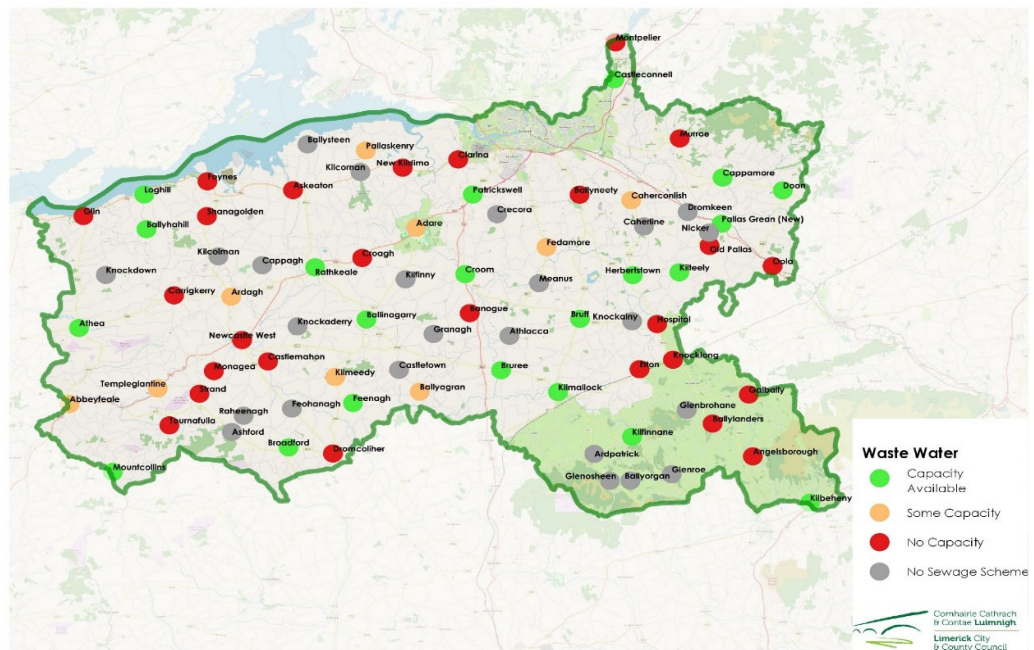 Montpelier
Castleconnell
Murroe
Ballysteen
Pallaskenry
Clarina
Kilcornan
New Kildimo
Cappamore
Foynes
Askeaton
Doon
Loghill
Patrickswell
Ballyneety
Caherconlish
Dromkeen
Glin
Shanagolden
Crecora
Pallas Grean (New)
Ballyhahill
Adare
Caherline
Nicker
Fedamore
Old Pallas
Kilcolman
Croagh
Cappagh
Rathkeale
Oola
Knockdown
Kilfinny
Croom
Meanus
Herbertstown
Kilteely
Carrigkerry
Ardagh
Banogue
Athea
Knockaderry
Ballingarry
Bruff
Knockainy
Hospital
Granagh
Athlacca
Newcastle West
Castlemahon
Knocklong
Monagea
Castletown
Bruree
Elton
Kilmeedy
Templeglantine
Strand
Ballyagran
Kilmallock
Galbally
Abbeyfeale
Feohanagh
Feenagh
Glenbrohane
Raheenagh
Tournafulla
Ballylanders
Ashford
Kilfinnane
Broadford
Dromcoliher
Ardpatrick
Angelsborough
Mountcollins
Glenosheen
Ballyorgan
Glenroe
Kilbeheny
Waste Water
Capacity
Available
Some Capacity
No Capacity
No Sewage Scheme
Comhairle Cathrach
& Contae Luimnigh
Limerick City
& County Council